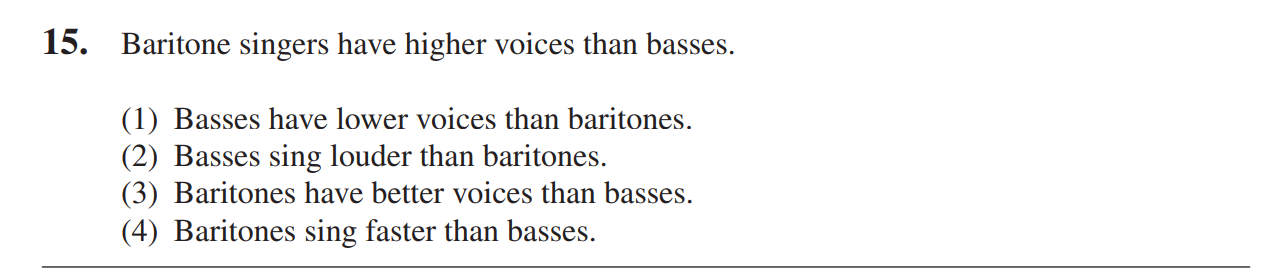 15. Baritone singers have higher voices than basses.
(1) Basses have lower voices than baritones.
(2) Basses sing louder than baritones.
(3) Baritones have better voices than basses.
(4) Baritones sing faster than basses.